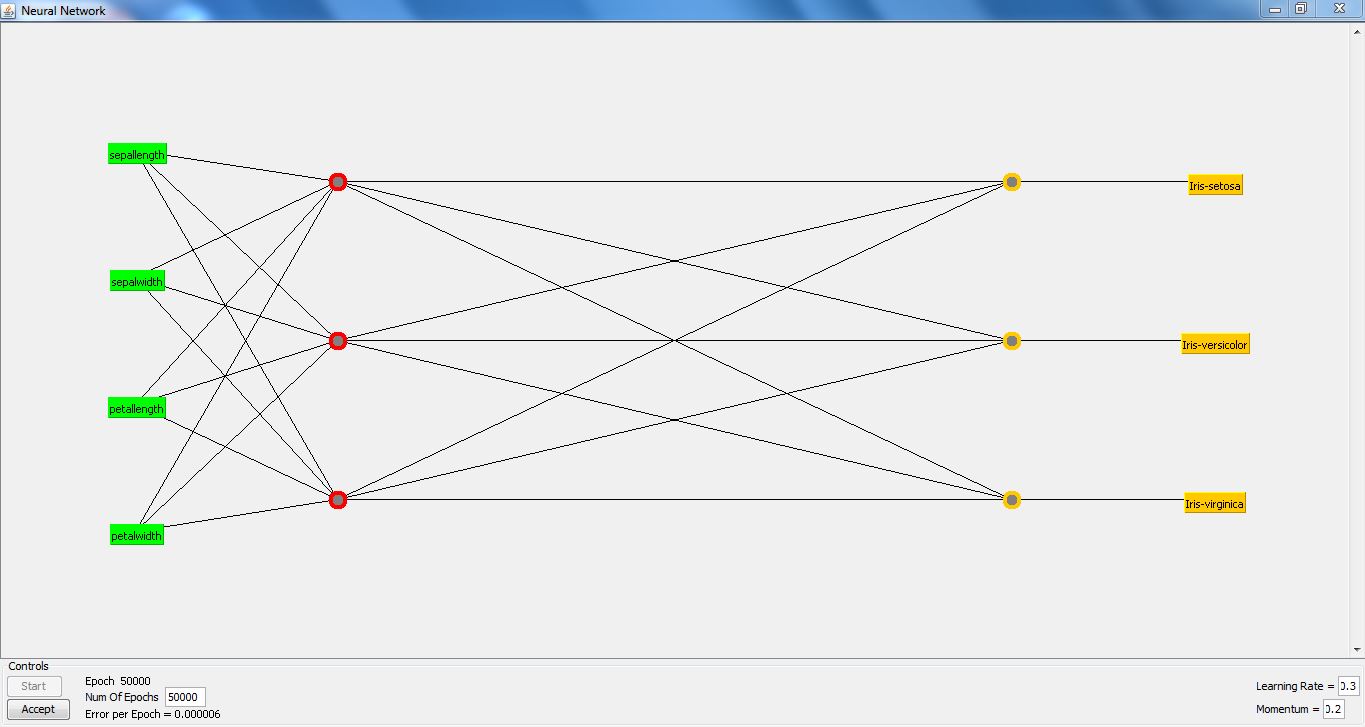 Neural Network
sepallength
Iris-setosa
sepalwidth
Iris-versicolor
petallength
Iris-virginica
petalwidth
Controls
Start
Accept
Epoch 50000
Num Of Epochs 50000
Error per Epoch = 0.000006
Learning Rate = 0.3
Momentum = 0.2